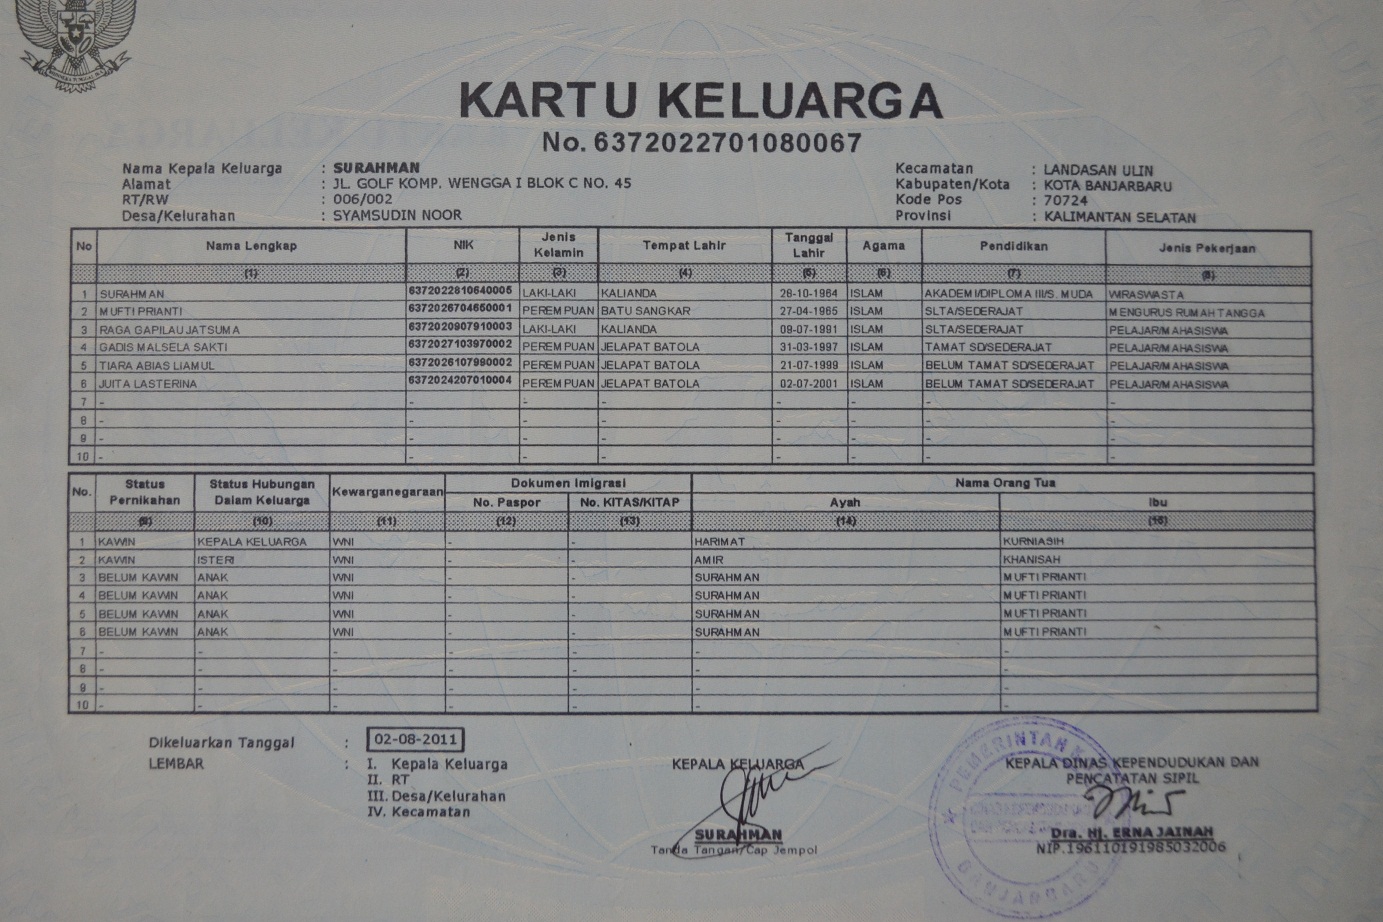 KARTU KELUARGA
No. 6372022701080067
Nama Kepala Keluarga : SURAHMAN
Alamat : JL. GOLF KOMP. WENGGA I BLOK C NO. 45
RT/RW : 006/002
Desa/Kelurahan : SYAMSUDIN NOOR
Kecamatan : LANDASAN ULIN
Kabupaten/Kota : KOTA BANJARBARU
Kode Pos : 70724
Provinsi : KALIMANTAN SELATAN
No Nama Lengkap NIK Jenis Kelamin Tempat Lahir Tanggal Lahir Agama Pendidikan Jenis Pekerjaan
(1) (2) (3) (4) (5) (6) (7) (8)
1 SURAHMAN 6372022810640005 LAKI-LAKI KALIANDA 28-10-1964 ISLAM AKADEMI/DIPLOMA III/S. MUDA WIRASWASTA
2 MUFTI PRIANTI 6372026704650001 PEREMPUAN BATU SANGKAR 27-04-1965 ISLAM SLTA/SEDERAJAT MENGURUS RUMAH TANGGA
3 RAGA GAPILAU JATSUMA 6372020907910003 LAKI-LAKI KALIANDA 09-07-1991 ISLAM SLTA/SEDERAJAT PELAJAR/MAHASISWA
4 GADIS MALSELA SAKTI 6372027103970002 PEREMPUAN JELAPAT BATOLA 31-03-1997 ISLAM TAMAT SD/SEDERAJAT PELAJAR/MAHASISWA
5 TIARA ABIAS LIAMUL 6372026107990002 PEREMPUAN JELAPAT BATOLA 21-07-1999 ISLAM BELUM TAMAT SD/SEDERAJAT PELAJAR/MAHASISWA
6 JUITA LASTERINA 6372024207010004 PEREMPUAN JELAPAT BATOLA 02-07-2001 ISLAM BELUM TAMAT SD/SEDERAJAT PELAJAR/MAHASISWA
7 - - - - - - - -
8 - - - - - - - -
9 - - - - - - - -
10 - - - - - - - -
No. Status Pernikahan Status Hubungan Dalam Keluarga Kewarganegaraan Dokumen Imigrasi Nama Orang Tua
No. Paspor No. KITAS/KITAP Ayah Ibu
(9) (10) (11) (12) (13) (14) (15)
1 KAWIN KEPALA KELUARGA WNI - - HARIMAT KURNIASIH
2 KAWIN ISTERI WNI - - AMIR KHANISAH
3 BELUM KAWIN ANAK WNI - - SURAHMAN MUFTI PRIANTI
4 BELUM KAWIN ANAK WNI - - SURAHMAN MUFTI PRIANTI
5 BELUM KAWIN ANAK WNI - - SURAHMAN MUFTI PRIANTI
6 BELUM KAWIN ANAK WNI - - SURAHMAN MUFTI PRIANTI
7 - - - - - - -
8 - - - - - - -
9 - - - - - - -
10 - - - - - - -
Dikeluarkan Tanggal : 02-08-2011
LEMBAR : I. Kepala Keluarga
II. RT
III. Desa/Kelurahan
IV. Kecamatan
KEPALA KELUARGA
SURAHMAN
Tanda Tangan/Cap Jempol
KEPALA DINAS KEPENDUDUKAN DAN
PENCATATAN SIPIL
Dra. Hj. ERNA JAINAH
NIP.196110191985032006
PEMERINTAH
BANJARBARU